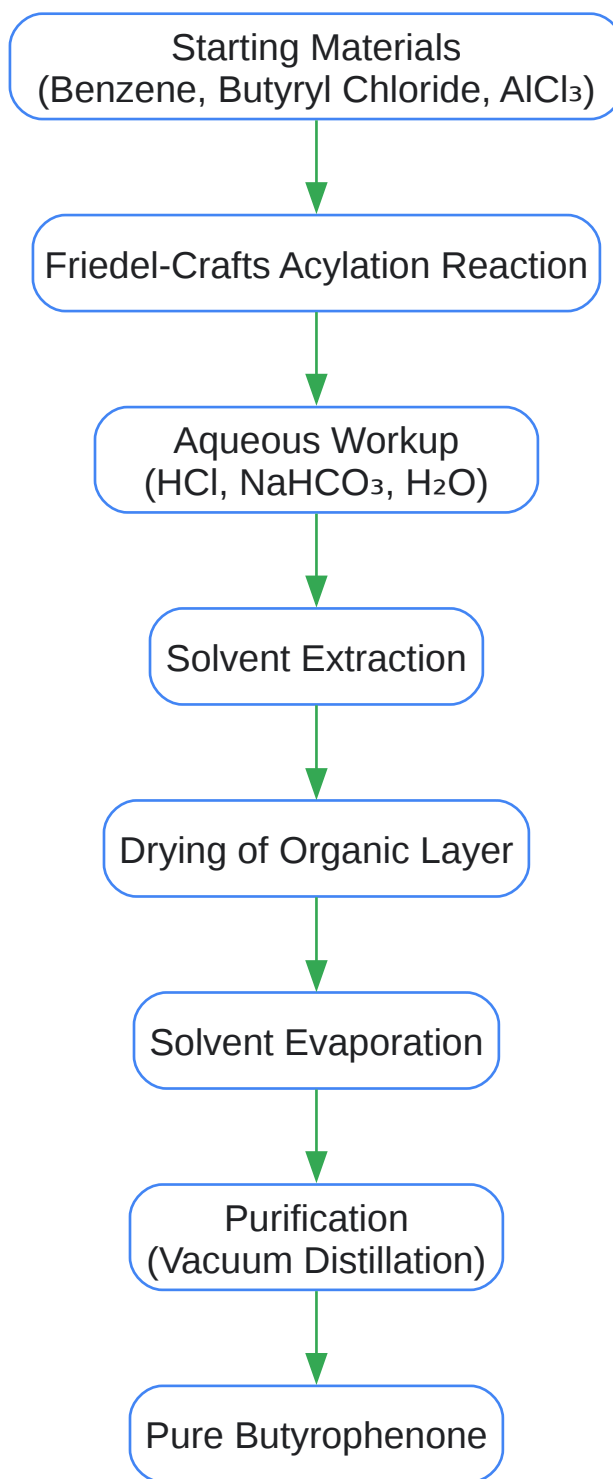 Starting Materials
(Benzene, Butyryl Chloride, AlCl₃)
Friedel-Crafts Acylation Reaction
Aqueous Workup
(HCl, NaHCO₃, H₂O)
Solvent Extraction
Drying of Organic Layer
Solvent Evaporation
Purification
(Vacuum Distillation)
Pure Butyrophenone